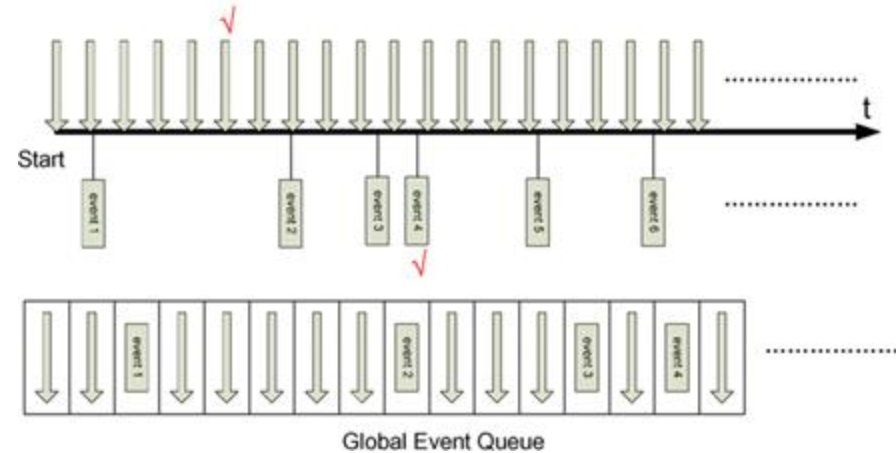 √
t
Start
event 1
event 2
event 3
event 4
event 5
event 6
√
event 1
event 2
event 3
event 4
Global Event Queue